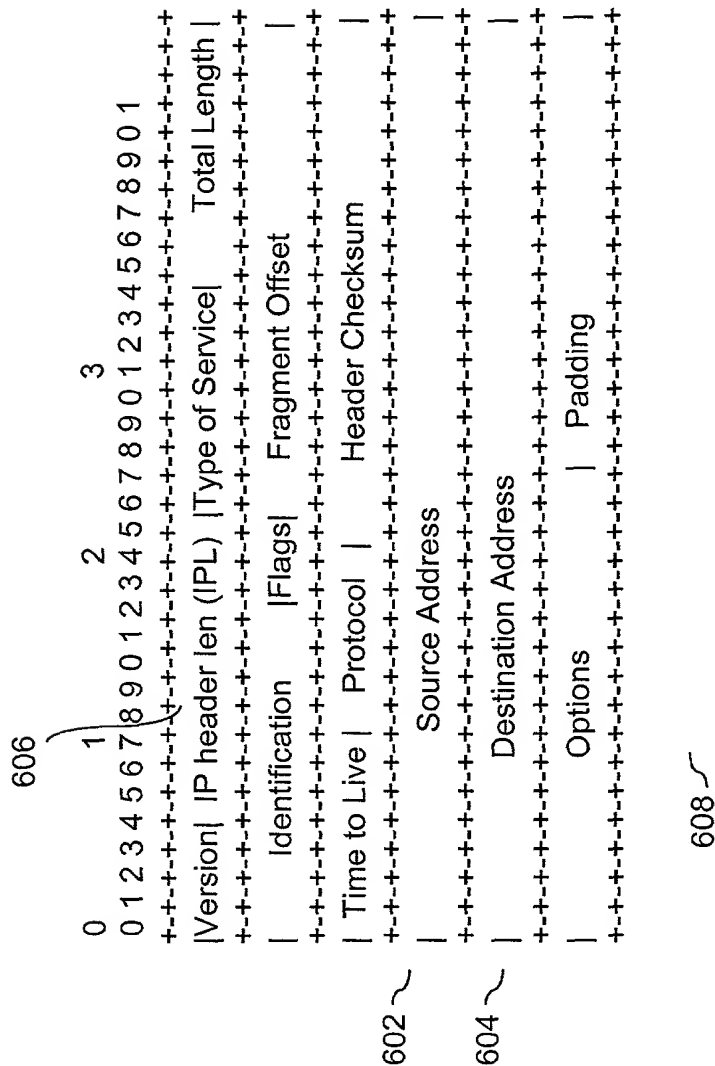 606
0 1 2 3
0 1 2 3 4 5 6 7 8 9 0 1 2 3 4 5 6 7 8 9 0 1 2 3 4 5 6 7 8 9 0 1
+-+-+-+-+-+-+-+-+-+-+-+-+-+-+-+-+-+-+-+-+-+-+-+-+-+-+-+-+-+-+-+-+
|Version| IP header len (IPL) |Type of Service| Total Length |
+-+-+-+-+-+-+-+-+-+-+-+-+-+-+-+-+-+-+-+-+-+-+-+-+-+-+-+-+-+-+-+-+
| Identification |Flags| Fragment Offset |
+-+-+-+-+-+-+-+-+-+-+-+-+-+-+-+-+-+-+-+-+-+-+-+-+-+-+-+-+-+-+-+-+
| Time to Live | Protocol | Header Checksum |
+-+-+-+-+-+-+-+-+-+-+-+-+-+-+-+-+-+-+-+-+-+-+-+-+-+-+-+-+-+-+-+-+
602 | Source Address |
+-+-+-+-+-+-+-+-+-+-+-+-+-+-+-+-+-+-+-+-+-+-+-+-+-+-+-+-+-+-+-+-+
604 | Destination Address |
+-+-+-+-+-+-+-+-+-+-+-+-+-+-+-+-+-+-+-+-+-+-+-+-+-+-+-+-+-+-+-+-+
| Options | Padding |
+-+-+-+-+-+-+-+-+-+-+-+-+-+-+-+-+-+-+-+-+-+-+-+-+-+-+-+-+-+-+-+-+
608